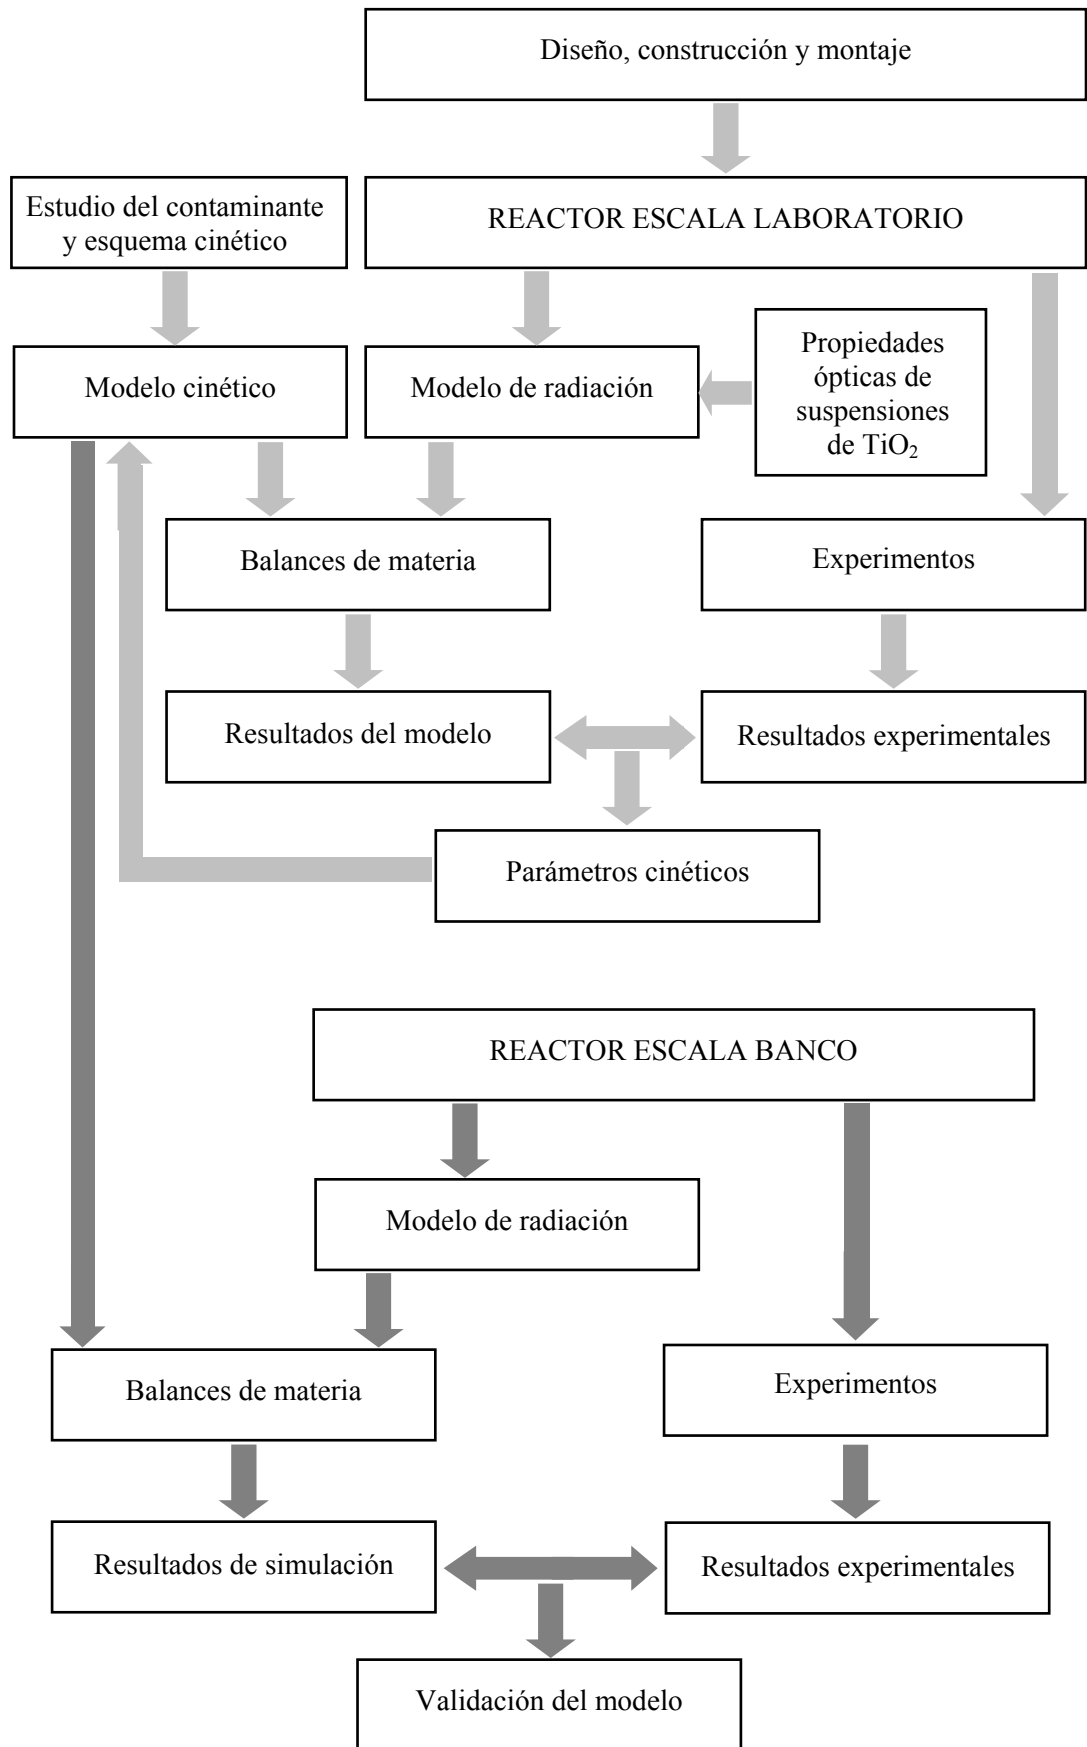 Diseño, construcción y montaje
Estudio del contaminante
y esquema cinético
REACTOR ESCALA LABORATORIO
Modelo cinético
Modelo de radiación
Propiedades
ópticas de
suspensiones
de TiO₂
Balances de materia
Experimentos
Resultados del modelo
Resultados experimentales
Parámetros cinéticos
REACTOR ESCALA BANCO
Modelo de radiación
Balances de materia
Experimentos
Resultados de simulación
Resultados experimentales
Validación del modelo